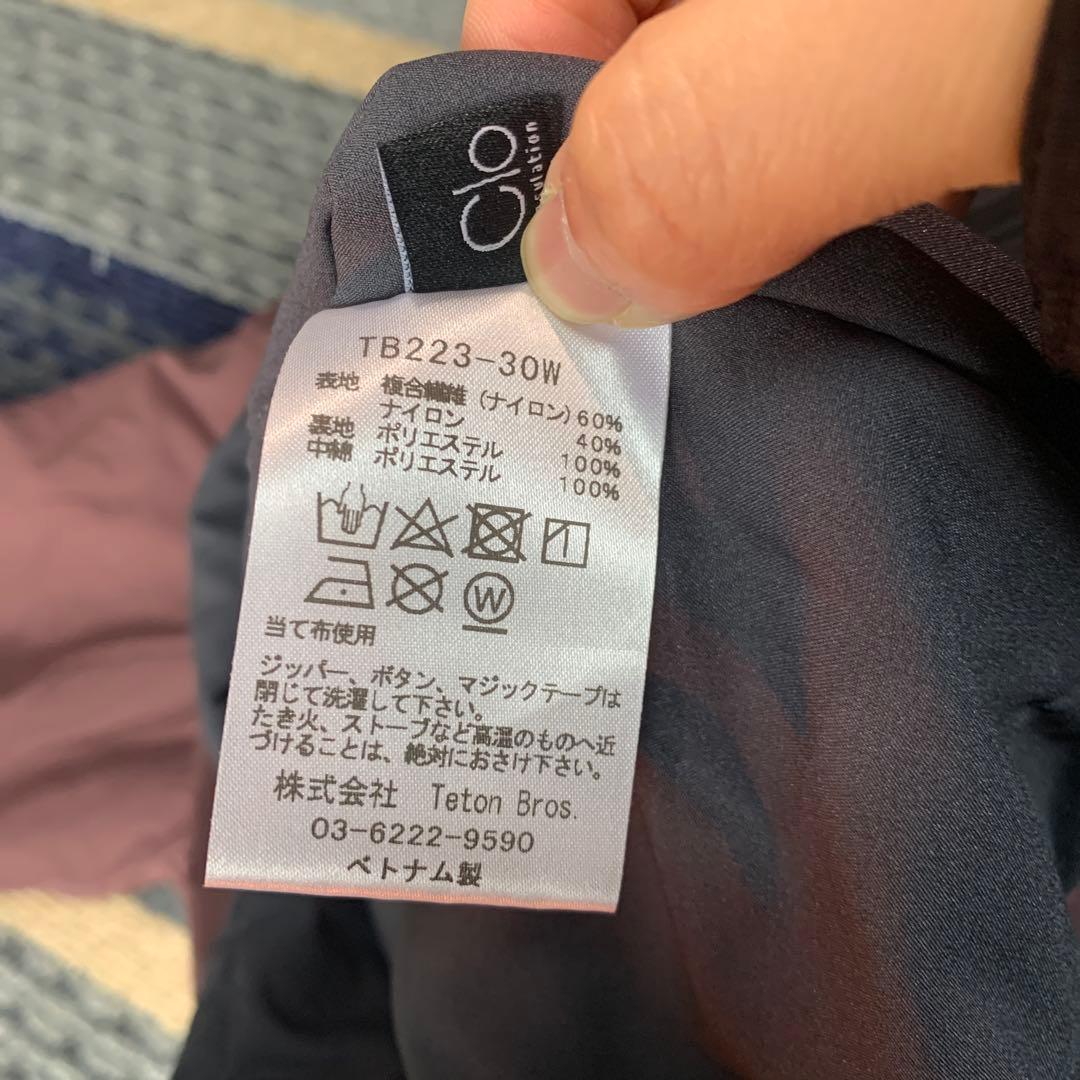 Clo
TB223-30W
表地 複合繊維 (ナイロン) 60%
ナイロン 40%
裏地 ポリエステル 100%
中綿 ポリエステル 100%
W
当て布使用
ジッパー、ボタン、マジックテープは
閉じて洗濯して下さい。
たき火、ストーブなど高温のものへ近
づけることは、絶対におさけ下さい。
株式会社 Teton Bros.
03-6222-9590
ベトナム製